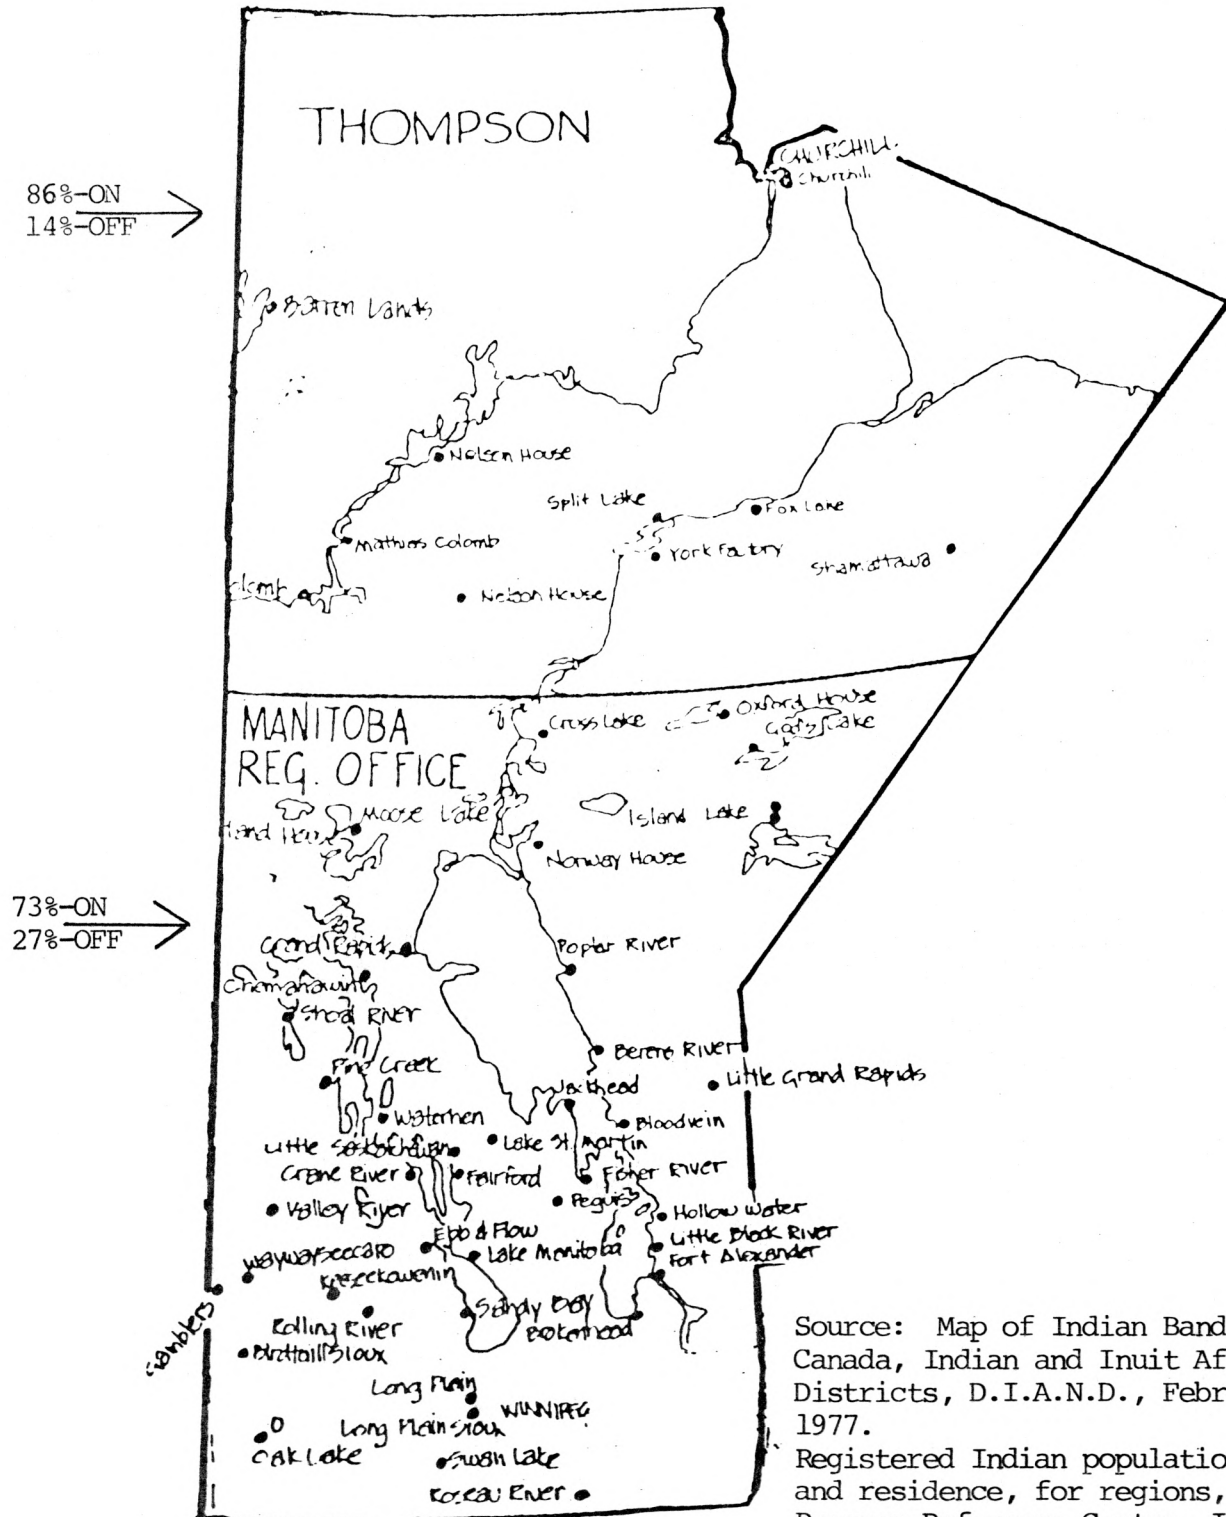 THOMPSON
CHURCHILL
Churchill
86%-ON
14%-OFF
Barren Lands
Nelson House
Split Lake
Fox Lake
Mathias Colomb
York Factory
Shamattawa
Nelson House
MANITOBA
REG. OFFICE
Cross Lake
Oxford House
Gods Lake
Moose Lake
Island Lake
Norway House
73%-ON
27%-OFF
Grand Rapids
Poplar River
Chemahawin
Shoal River
Berens River
Pine Creek
Little Grand Rapids
Jackhead
Waterhen
Bloodvein
Little Saskatchewan
Lake St. Martin
Crane River
Fairford
Fisher River
Valley River
Peguis
Hollow Water
Ebb & Flow
Little Black River
Waywayseecapo
Lake Manitoba
Fort Alexander
Keeseekowenin
Gamblers
Sandy Bay
Rolling River
Brokenhead
Birdtail Sioux
Long Plain
WINNIPEG
Long Plain Sioux
Oak Lake
Swan Lake
Roseau River
Source: Map of Indian Band
Canada, Indian and Inuit Af
Districts, D.I.A.N.D., Febr
1977.
Registered Indian populatio
and residence, for regions,